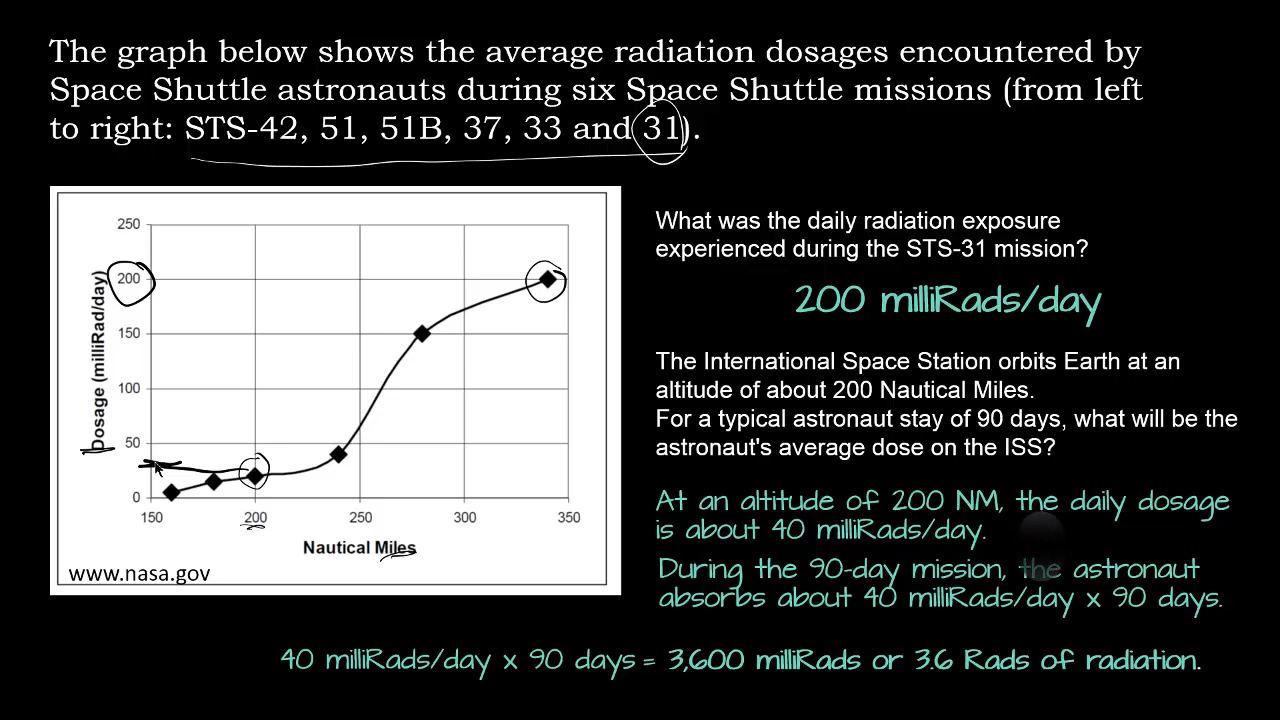 The graph below shows the average radiation dosages encountered by
Space Shuttle astronauts during six Space Shuttle missions (from left
to right: STS-42, 51, 51B, 37, 33 and 31).
250
200
150
100
50
0
Dosage (milliRad/day)
150 200 250 300 350
Nautical Miles
www.nasa.gov
What was the daily radiation exposure
experienced during the STS-31 mission?
200 milliRads/day
The International Space Station orbits Earth at an
altitude of about 200 Nautical Miles.
For a typical astronaut stay of 90 days, what will be the
astronaut's average dose on the ISS?
At an altitude of 200 NM, the daily dosage
is about 40 milliRads/day.
During the 90-day mission, the astronaut
absorbs about 40 milliRads/day x 90 days.
40 milliRads/day x 90 days = 3,600 milliRads or 3.6 Rads of radiation.